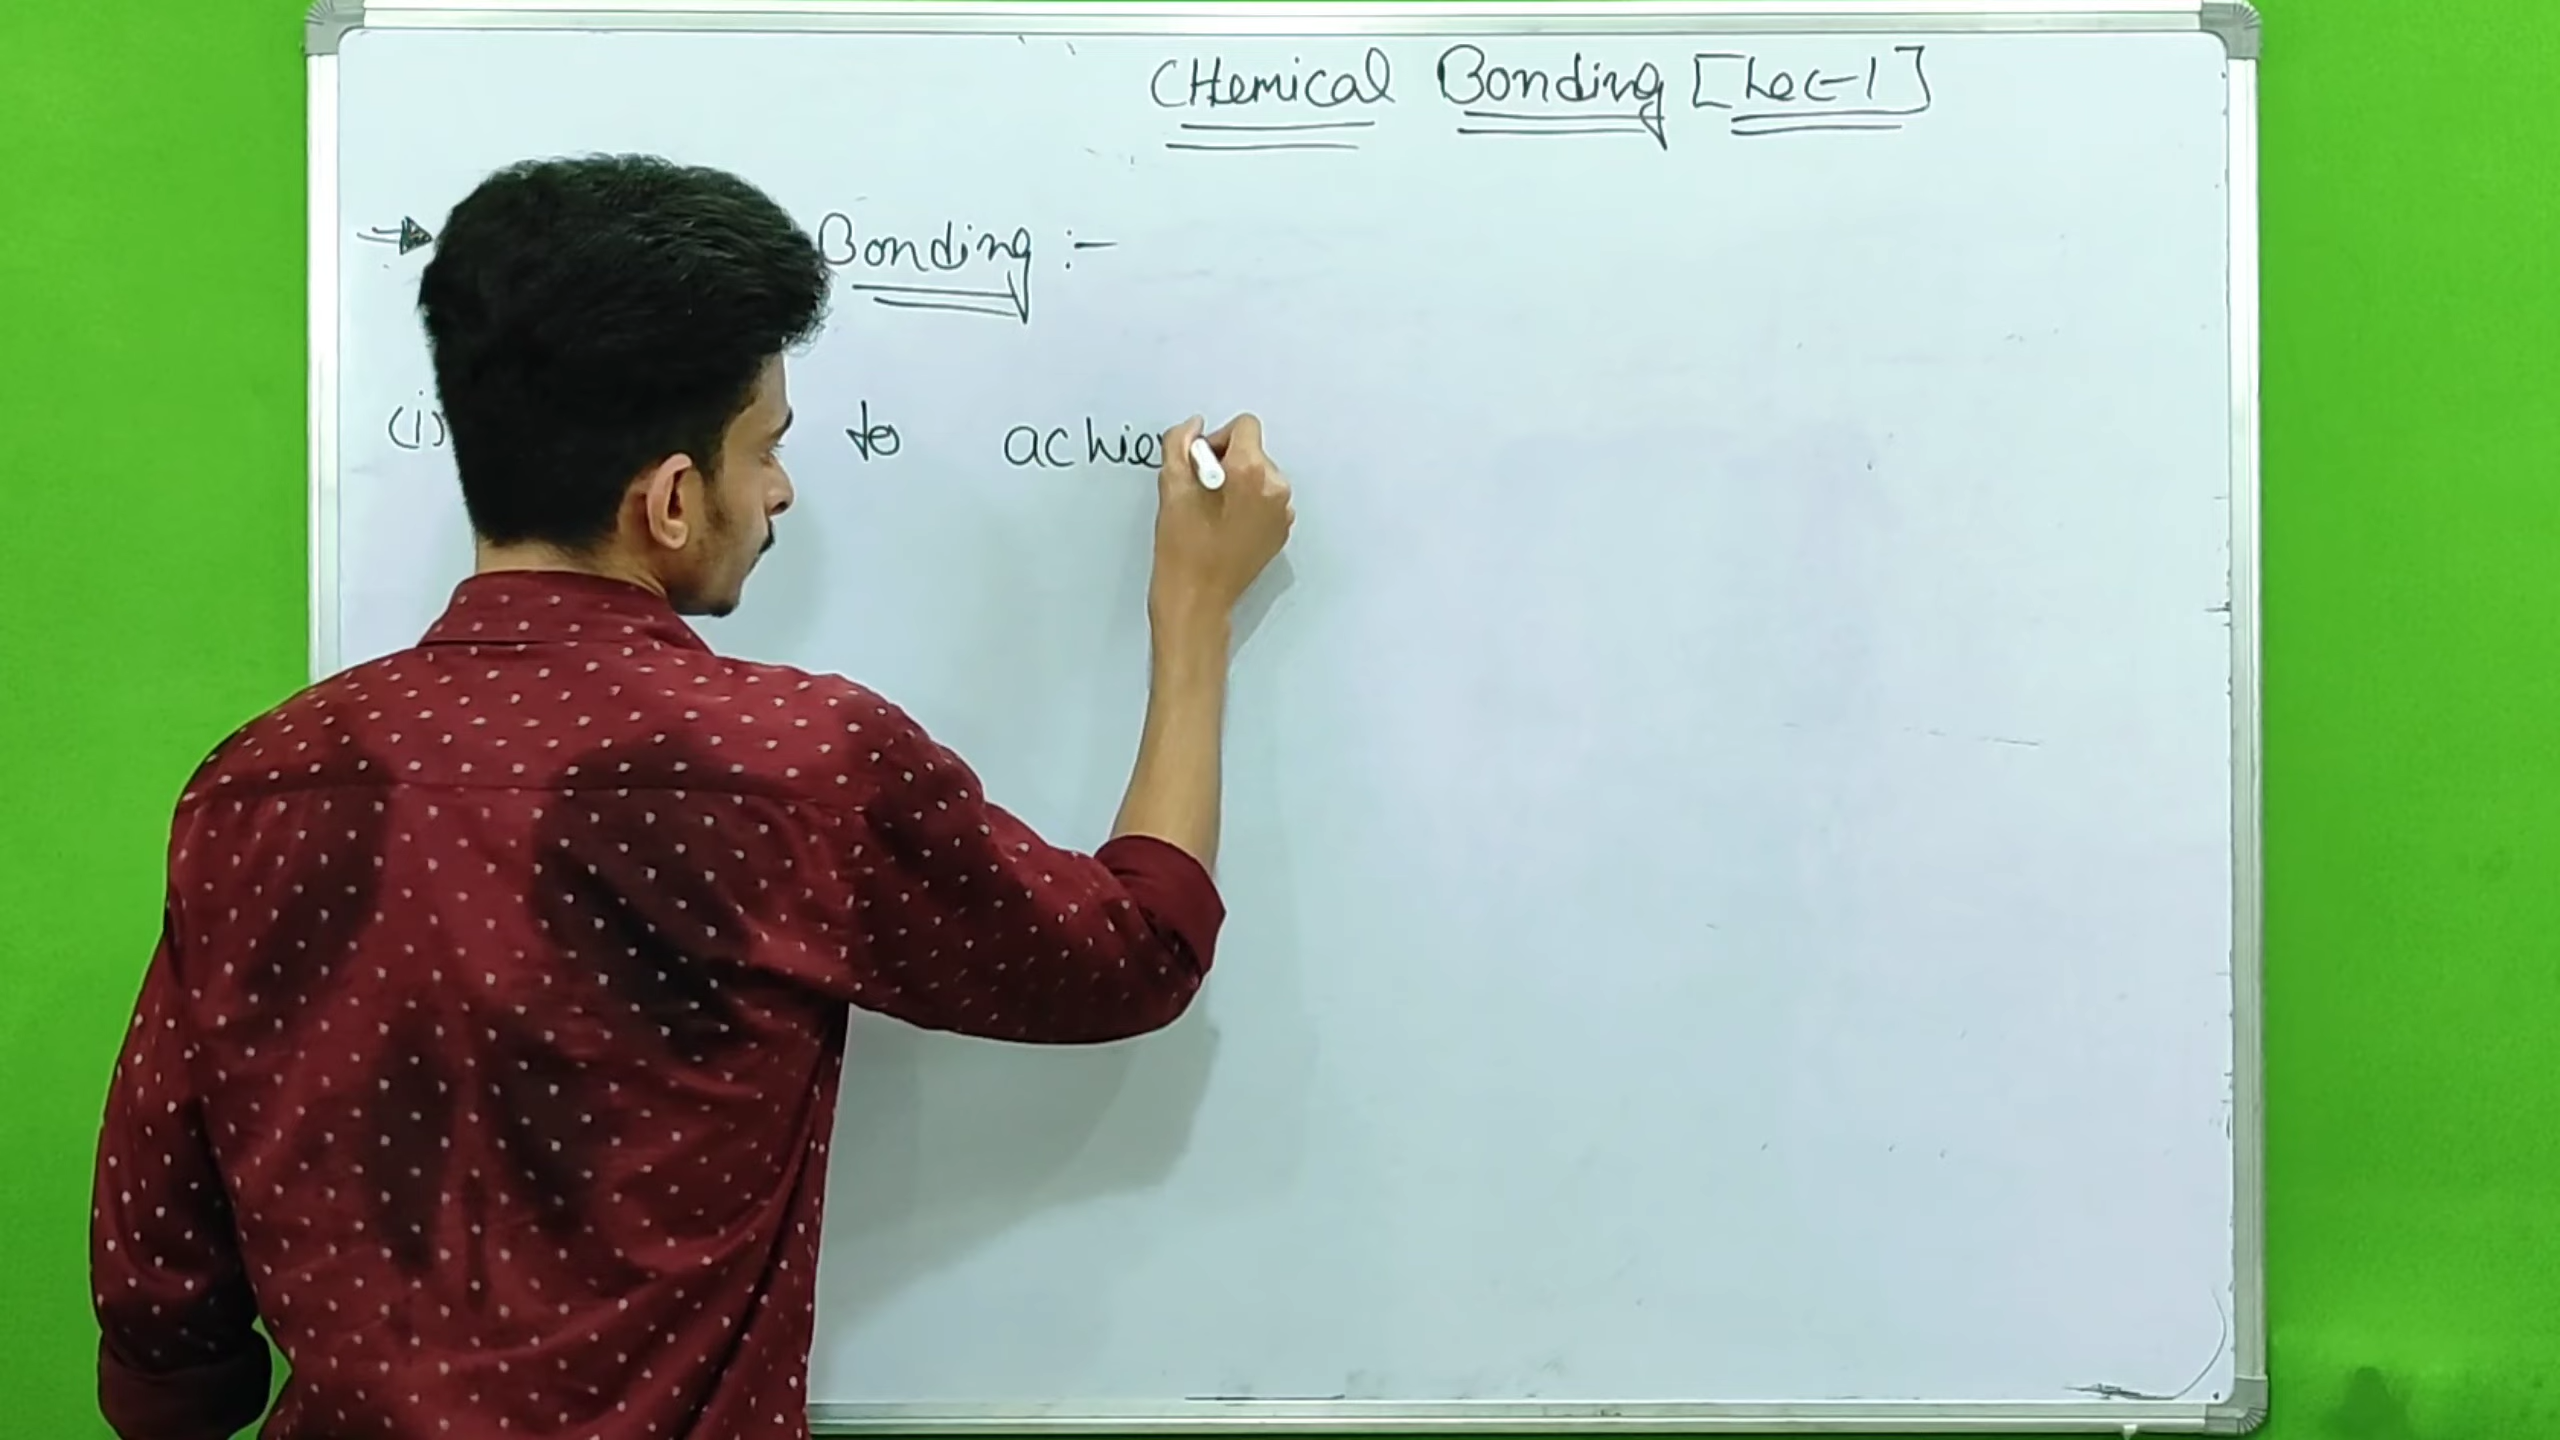 CHemical Bonding [Lec-1]
Bonding :-
(i) to achie